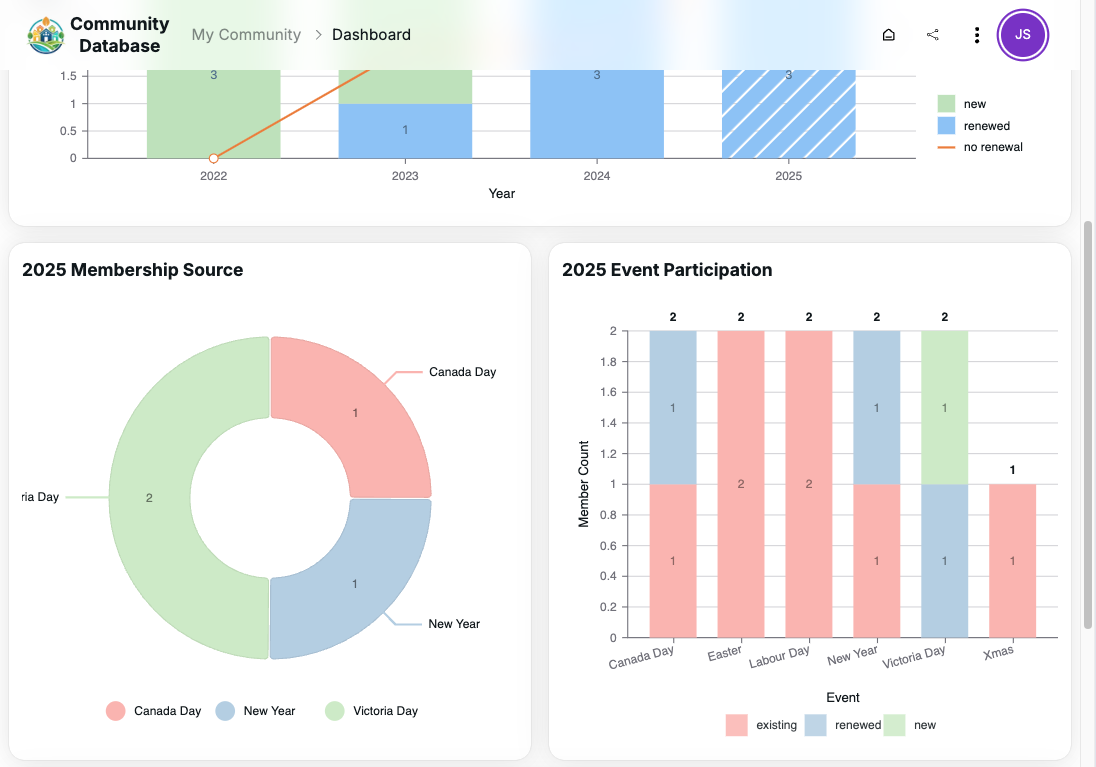 Community
Database
My Community
Dashboard
JS
3
3
3
1.5
1
0.5
0
1
2022
2023
2024
2025
Year
new
renewed
no renewal
2025 Membership Source
Canada Day
1
ria Day
2
1
New Year
Canada Day
New Year
Victoria Day
2025 Event Participation
2
2
2
2
2
1
2
1.8
1.6
1.4
1.2
1
0.8
0.6
0.4
0.2
0
Member Count
1
1
1
2
2
1
1
1
1
Canada Day
Easter
Labour Day
New Year
Victoria Day
Xmas
Event
existing
renewed
new